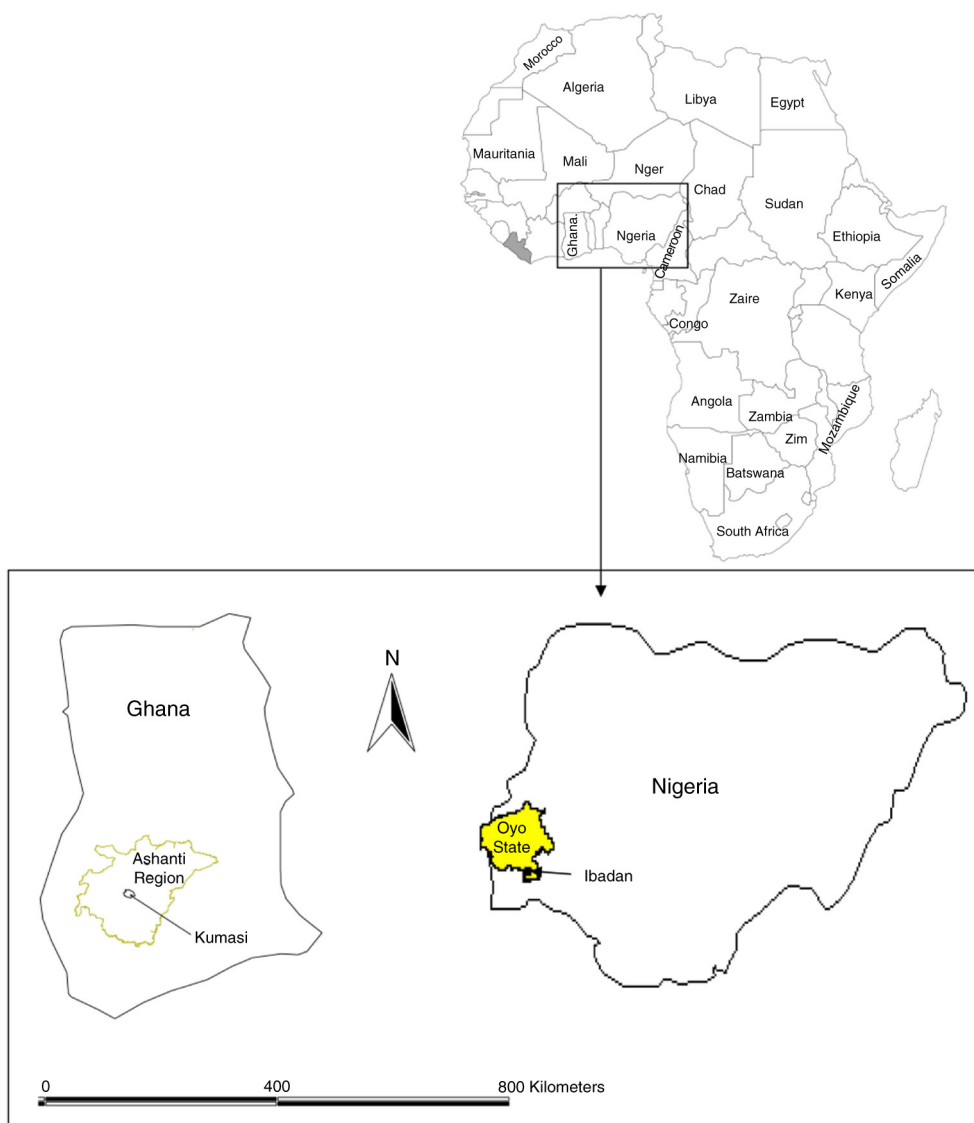 Morocco
Algeria
Libya
Egypt
Mauritania
Mali
Nger
Chad
Sudan
Ghana.
Ngeria
Cameroon
Ethiopia
Somalia
Kenya
Zaire
Congo
Angola
Zambia
Mozambique
Zim
Namibia
Batswana
South Africa
N
Ghana
Nigeria
Oyo
State
Ibadan
Ashanti
Region
Kumasi
0
400
800 Kilometers